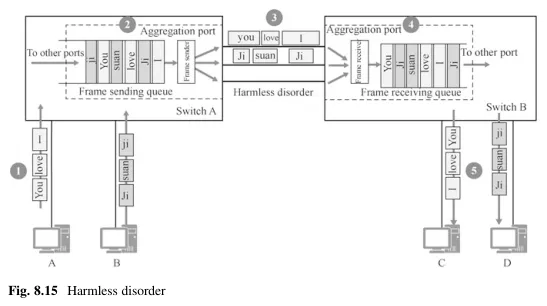 2
3
4
Aggregation port
you love I
Aggregation port
To other ports
ji You suan love Ji I
Frame sender
Ji suan Ji
Frame receiver
You Ji suan love I Ji
To other port
Frame sending queue
Harmless disorder
Frame receiving queue
Switch A
Switch B
1
I
love
You
ji
suan
Ji
You
love
I
5
ji
suan
Ji
A
B
C
D
Fig. 8.15 Harmless disorder